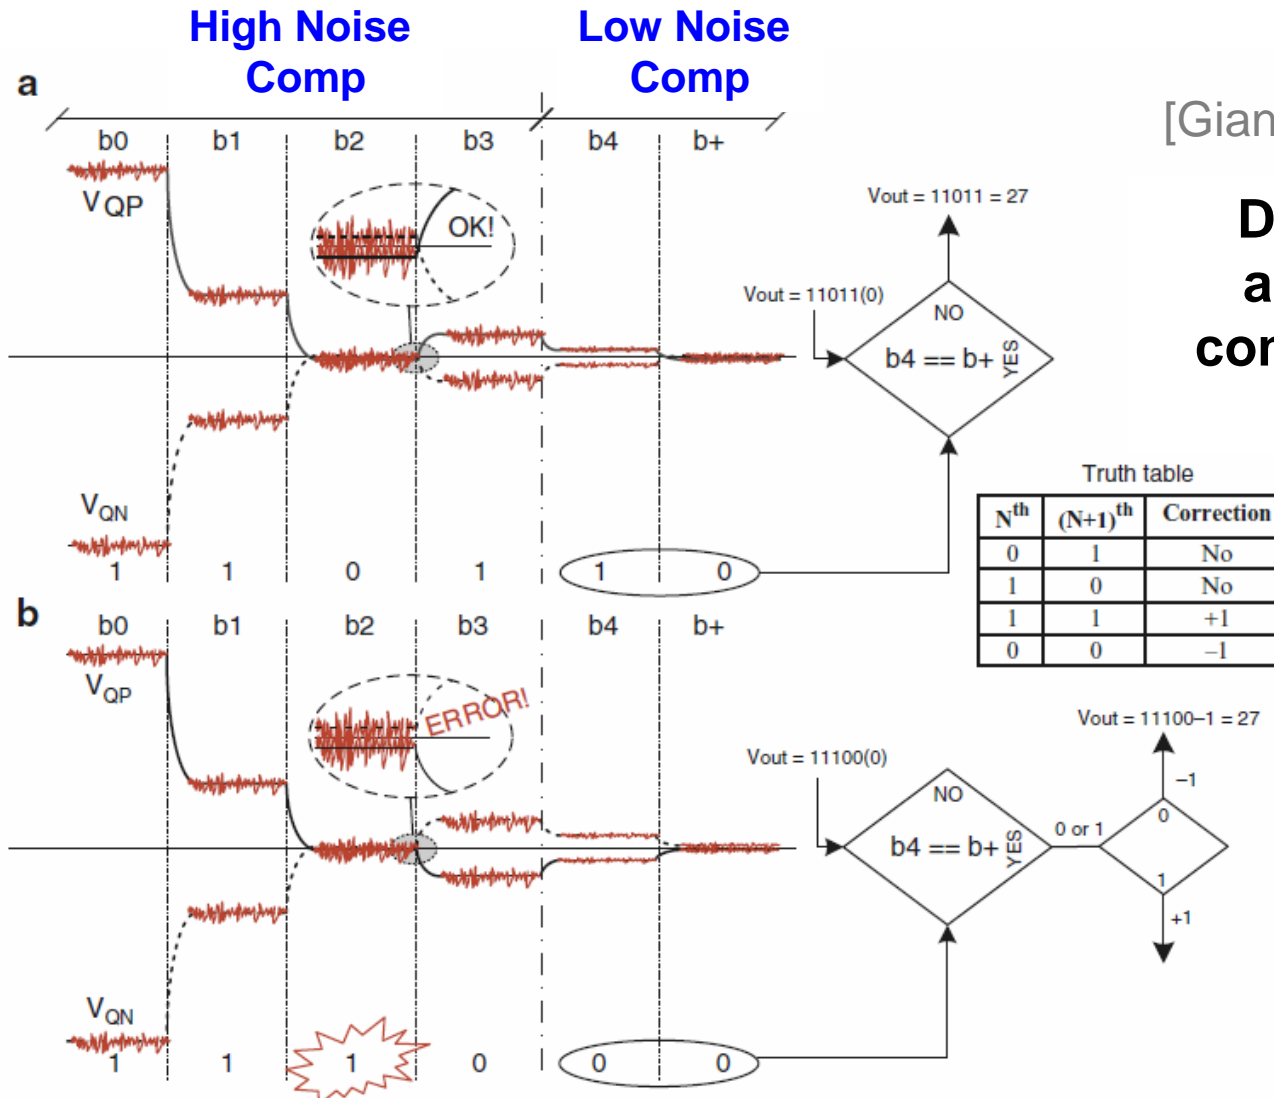 High Noise
Comp
Low Noise
Comp
[Gian
D
a
con
a
b0 b1 b2 b3 b4 b+
VQP
OK!
VQN
1 1 0 1 1 0
Vout = 11011 = 27
Vout = 11011(0)
NO
b4 == b+
YES
Truth table
Nth (N+1)th Correction
0 1 No
1 0 No
1 1 +1
0 0 –1
b
b0 b1 b2 b3 b4 b+
VQP
ERROR!
VQN
1 1 1 0 0 0
Vout = 11100–1 = 27
Vout = 11100(0)
NO
b4 == b+
YES
0 or 1
–1
0
1
+1